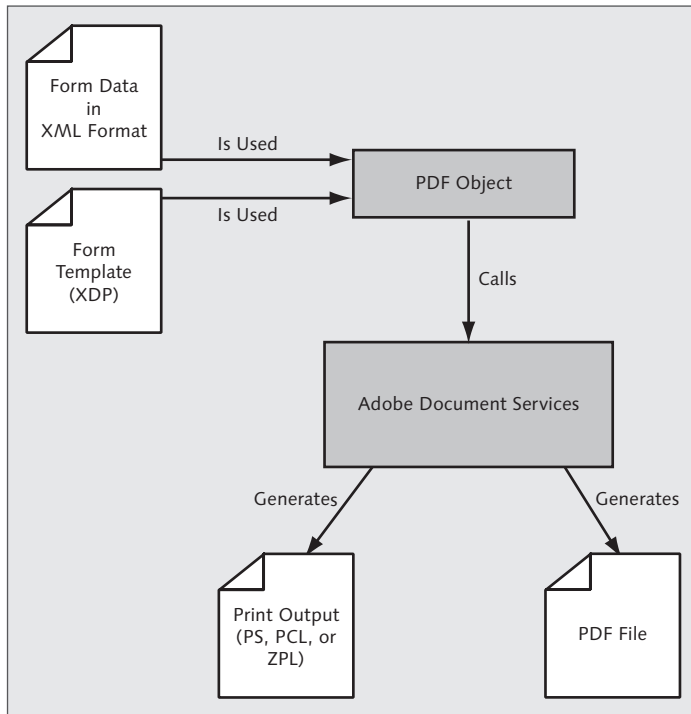 Form Data
in
XML Format
Is Used
PDF Object
Is Used
Form
Template
(XDP)
Calls
Adobe Document Services
Generates
Generates
Print Output
(PS, PCL, or
ZPL)
PDF File